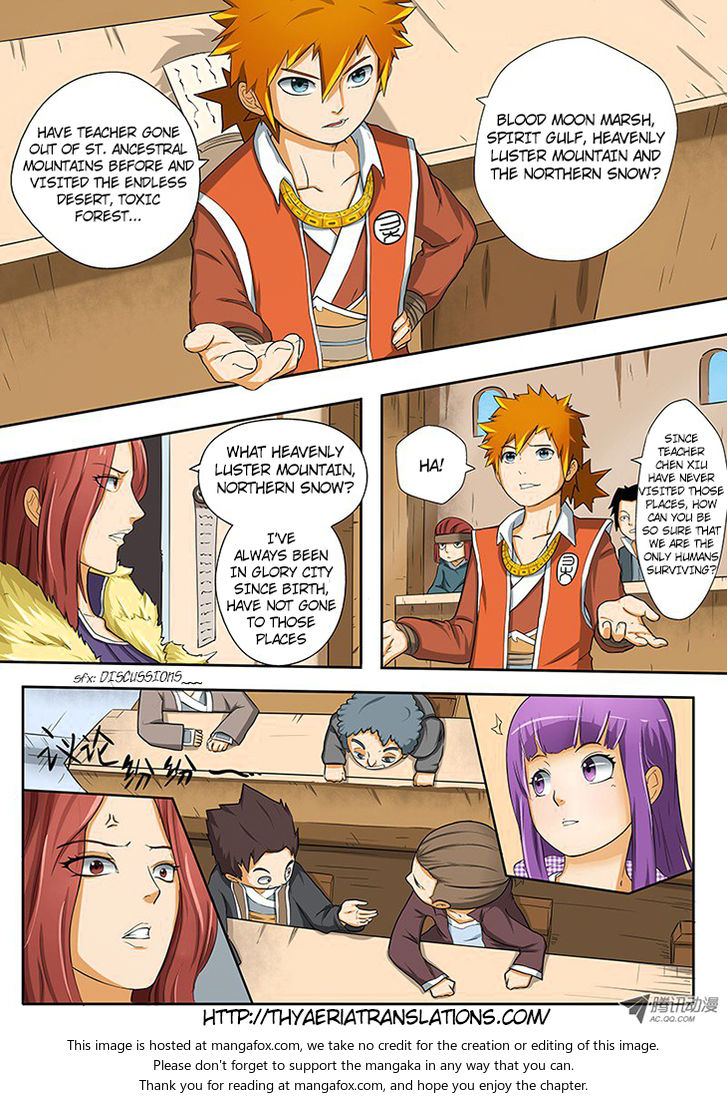 HAVE TEACHER GONE
OUT OF ST. ANCESTRAL
MOUNTAINS BEFORE AND
VISITED THE ENDLESS
DESERT, TOXIC
FOREST...
BLOOD MOON MARSH,
SPIRIT GULF, HEAVENLY
LUSTER MOUNTAIN AND
THE NORTHERN SNOW?
WHAT HEAVENLY
LUSTER MOUNTAIN,
NORTHERN SNOW?
I'VE
ALWAYS BEEN
IN GLORY CITY
SINCE BIRTH,
HAVE NOT GONE
TO THOSE
PLACES
HA!
SINCE
TEACHER
CHEN XIU
HAVE NEVER
VISITED THOSE
PLACES, HOW
CAN YOU BE
SO SURE THAT
WE ARE THE
ONLY HUMANS
SURVIVING?
sfx: DISCUSSIONS~~~
议论
纷纷
HTTP://THYAERIATRANSLATIONS.COM/
腾讯动漫
AC.QQ.COM
This image is hosted at mangafox.com, we take no credit for the creation or editing of this image.
Please don't forget to support the mangaka in any way that you can.
Thank you for reading at mangafox.com, and hope you enjoy the chapter.